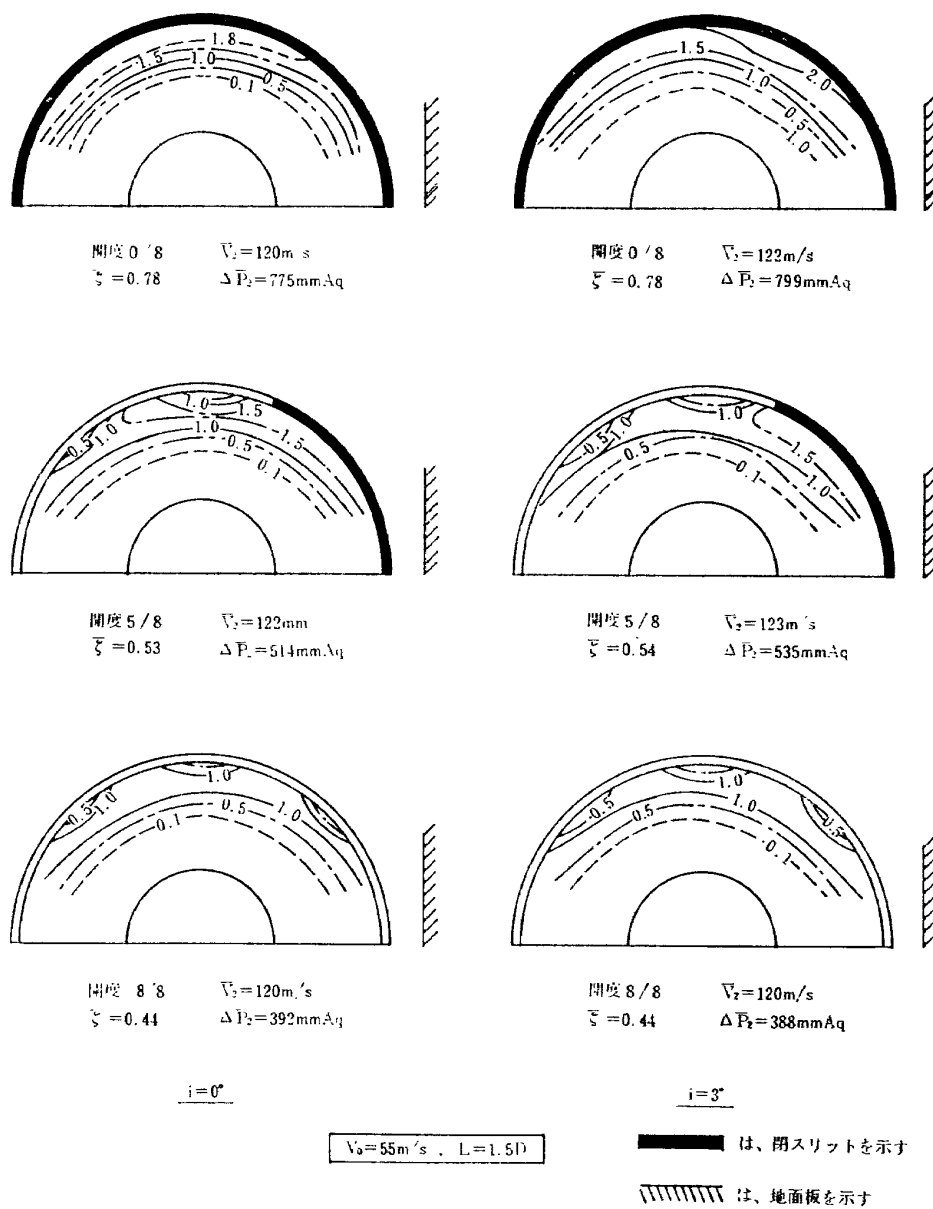 1.8
1.5 1.0 0.5
0.1
1.5
1.0 2.0
0.5
1.0
開度 0/8 V̄₂=120m/s
ζ̄=0.78 ΔP̄₂=775mmAq
開度 0/8 V̄₂=122m/s
ζ̄=0.78 ΔP̄₂=799mmAq
1.0
1.5
0.5 1.0 1.0 0.5 1.5
0.1
1.0
0.5 1.0 1.5
0.5 0.1 1.0
開度 5/8 V̄₂=122mm
ζ̄=0.53 ΔP̄₂=514mmAq
開度 5/8 V̄₂=123m/s
ζ̄=0.54 ΔP̄₂=535mmAq
1.0
0.5 1.0 0.5 1.0
0.1
1.0
0.5 1.0 0.5
0.5 0.1
開度 8/8 V̄₂=120m/s
ζ̄=0.44 ΔP̄₂=392mmAq
開度 8/8 V̄₂=120m/s
ζ̄=0.44 ΔP̄₂=388mmAq
i=0°
i=3°
V₀=55m/s , L=1.5D
は、閉スリットを示す
は、地面板を示す